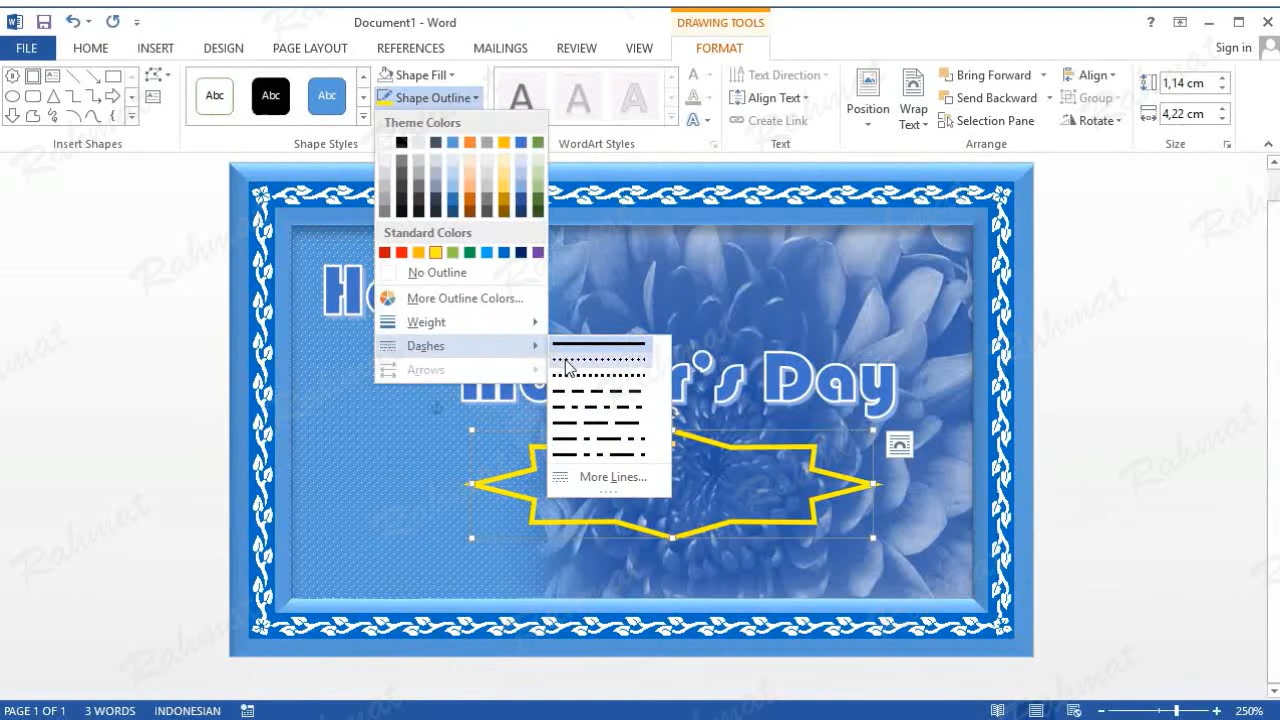 Document1 - Word
DRAWING TOOLS
?
FILE HOME INSERT DESIGN PAGE LAYOUT REFERENCES MAILINGS REVIEW VIEW FORMAT Sign in
Abc Abc Abc
Shape Fill
Shape Outline
A A A
A
A
A
Text Direction
Align Text
Create Link
Position
Wrap Text
Bring Forward
Send Backward
Selection Pane
Align
Group
Rotate
1,14 cm
4,22 cm
Insert Shapes Shape Styles WordArt Styles Text Arrange Size
Theme Colors
Standard Colors
No Outline
More Outline Colors...
Weight
Dashes
Arrows
More Lines...
r's Day
Rahmat
PAGE 1 OF 1 3 WORDS INDONESIAN 250%